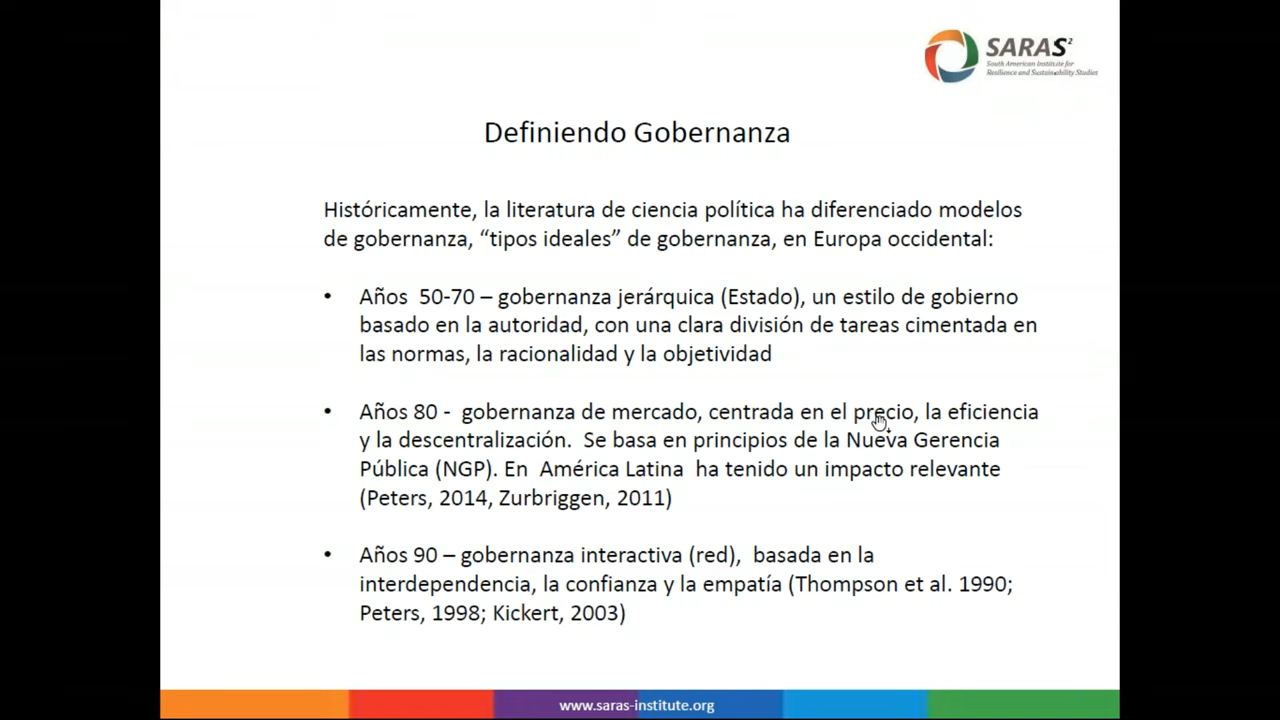 SARAS²
South American Institute for
Resilience and Sustainability Studies
Definiendo Gobernanza
Históricamente, la literatura de ciencia política ha diferenciado modelos
de gobernanza, “tipos ideales” de gobernanza, en Europa occidental:
• Años 50-70 – gobernanza jerárquica (Estado), un estilo de gobierno
basado en la autoridad, con una clara división de tareas cimentada en
las normas, la racionalidad y la objetividad
• Años 80 - gobernanza de mercado, centrada en el precio, la eficiencia
y la descentralización. Se basa en principios de la Nueva Gerencia
Pública (NGP). En América Latina ha tenido un impacto relevante
(Peters, 2014, Zurbriggen, 2011)
• Años 90 – gobernanza interactiva (red), basada en la
interdependencia, la confianza y la empatía (Thompson et al. 1990;
Peters, 1998; Kickert, 2003)
www.saras-institute.org